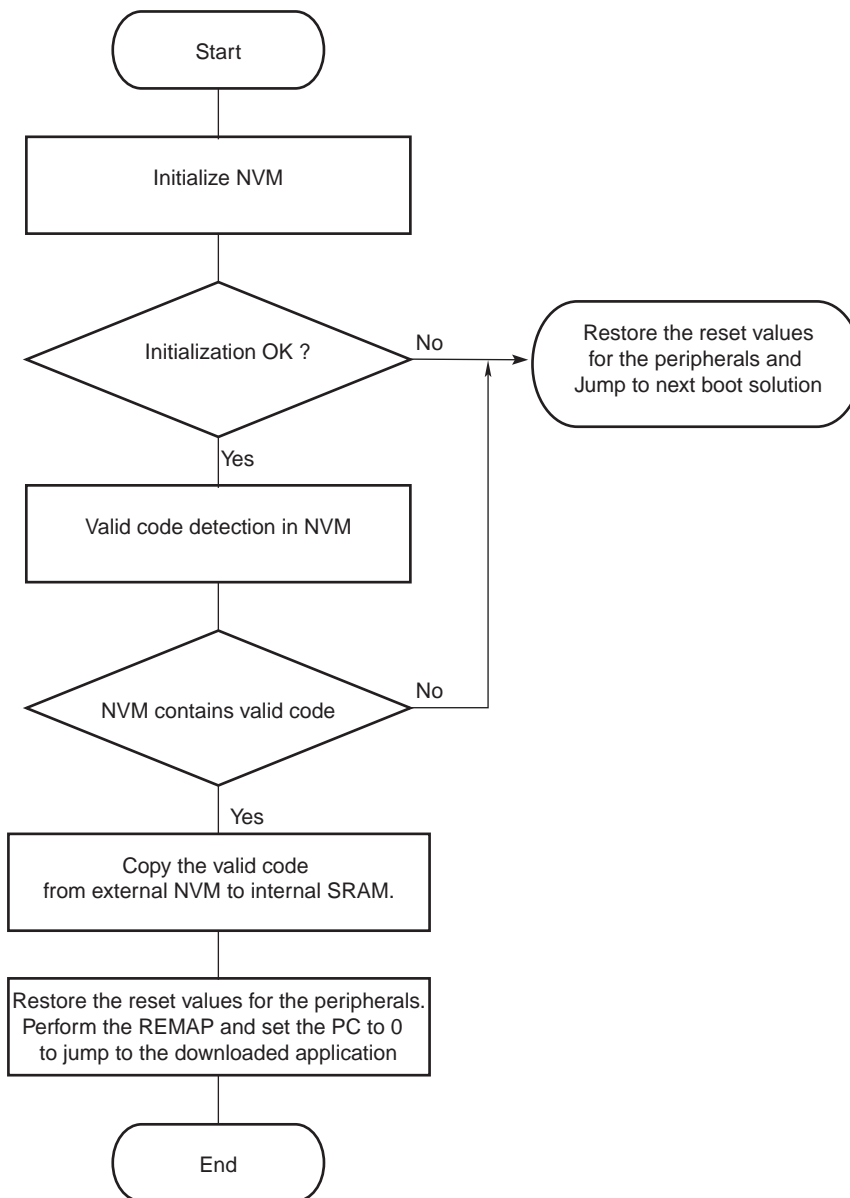 Start
Initialize NVM
Initialization OK ?
No
Restore the reset values
for the peripherals and
Jump to next boot solution
Yes
Valid code detection in NVM
NVM contains valid code
No
Yes
Copy the valid code
from external NVM to internal SRAM.
Restore the reset values for the peripherals.
Perform the REMAP and set the PC to 0
to jump to the downloaded application
End